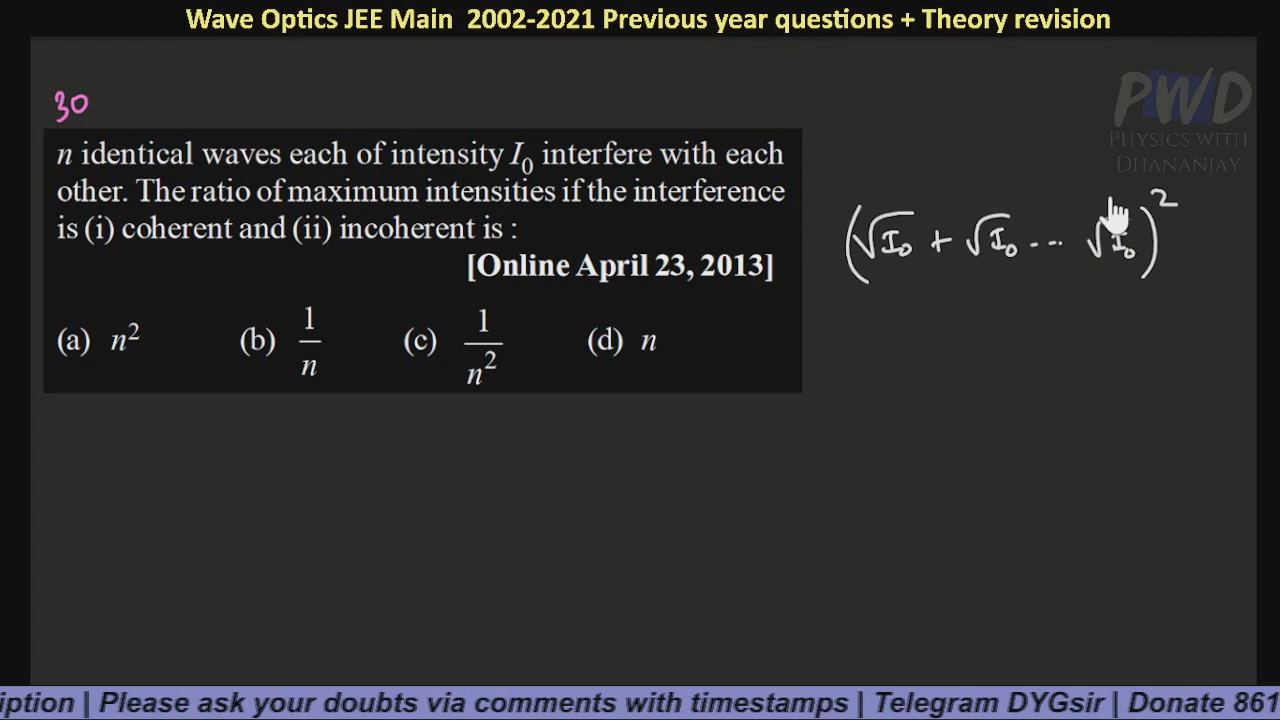 Wave Optics JEE Main 2002-2021 Previous year questions + Theory revision
PWD
PHYSICS WITH
DHANANJAY
30
n identical waves each of intensity I₀ interfere with each
other. The ratio of maximum intensities if the interference
is (i) coherent and (ii) incoherent is :
[Online April 23, 2013]
(a) n² (b) 1/n (c) 1/n² (d) n
(√I₀ + √I₀ --- √I₀)²
iption | Please ask your doubts via comments with timestamps | Telegram DYGsir | Donate 861